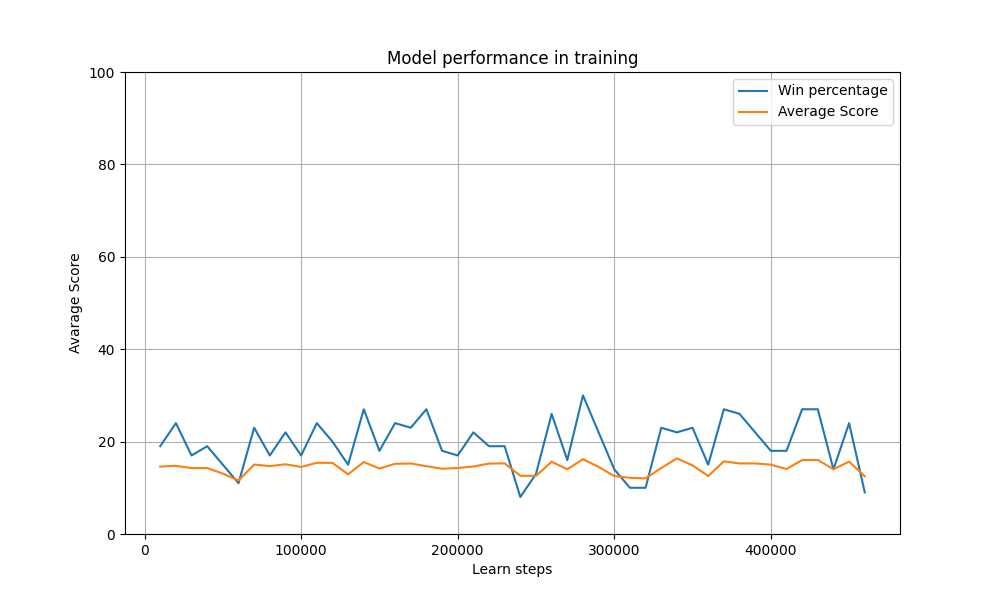 Model performance in training
100
80
60
40
20
0
Avarage Score
Win percentage
Average Score
0 100000 200000 300000 400000
Learn steps